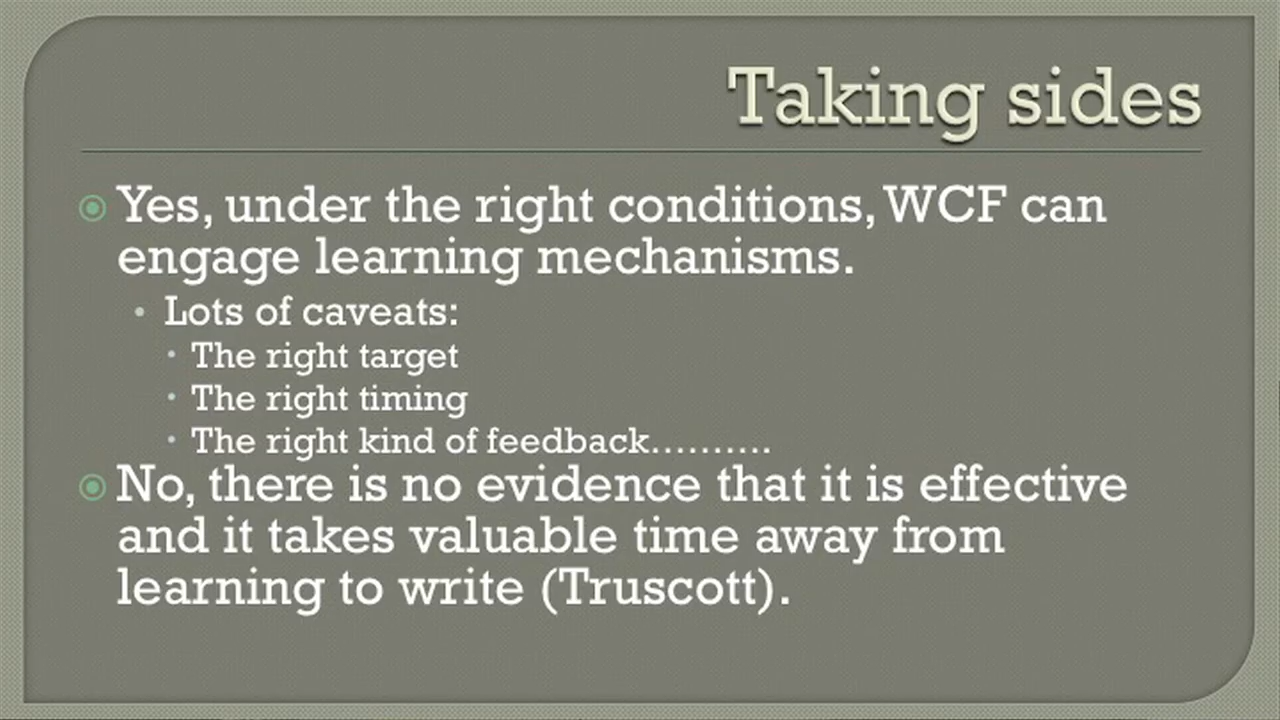 Taking sides
Yes, under the right conditions, WCF can
engage learning mechanisms.
Lots of caveats:
The right target
The right timing
The right kind of feedback……….
No, there is no evidence that it is effective
and it takes valuable time away from
learning to write (Truscott).